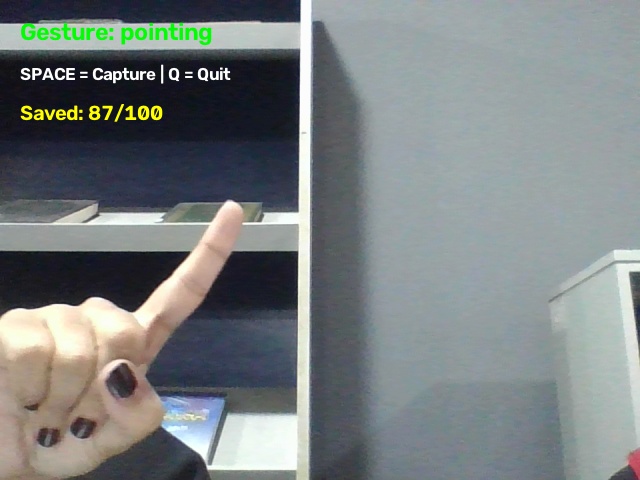 Gesture: pointing
SPACE = Capture | Q = Quit
Saved: 87/100